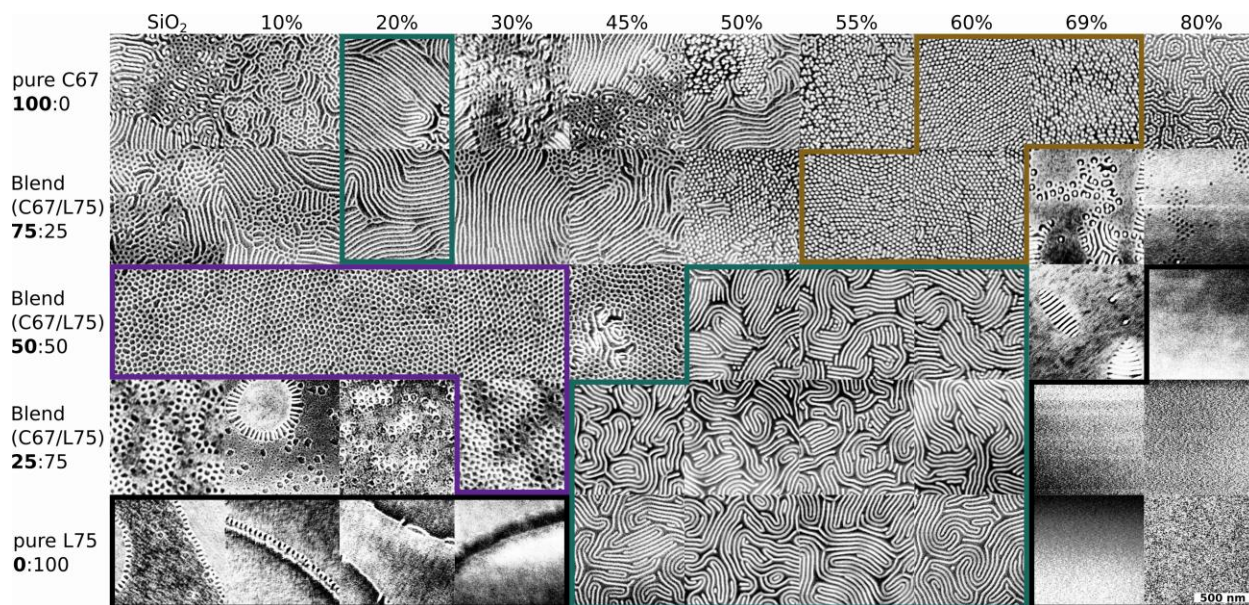 SiO₂ 10% 20% 30% 45% 50% 55% 60% 69% 80%
pure C67
100:0
Blend
(C67/L75)
75:25
Blend
(C67/L75)
50:50
Blend
(C67/L75)
25:75
pure L75
0:100
500 nm